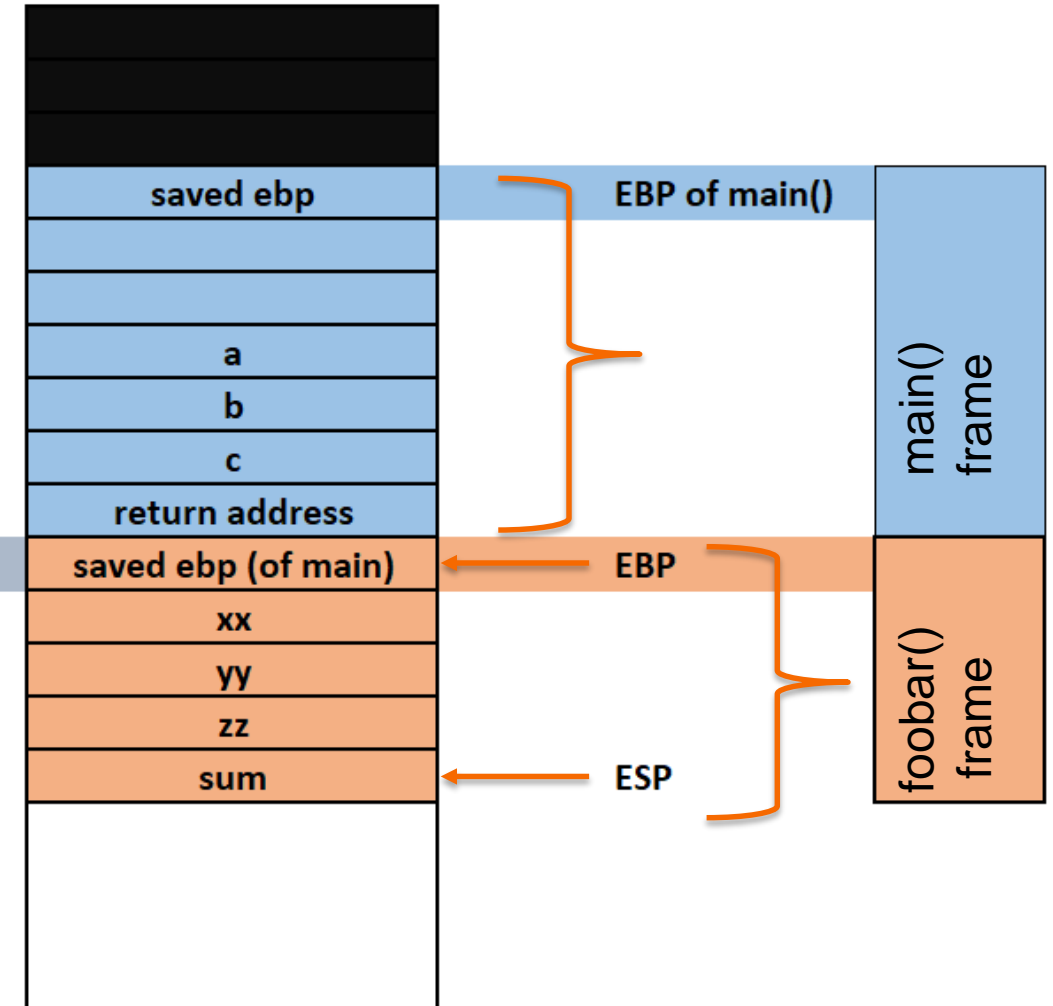 saved ebp
EBP of main()
a
b
c
return address
main()
frame
saved ebp (of main)
EBP
xx
yy
zz
sum
ESP
foobar()
frame